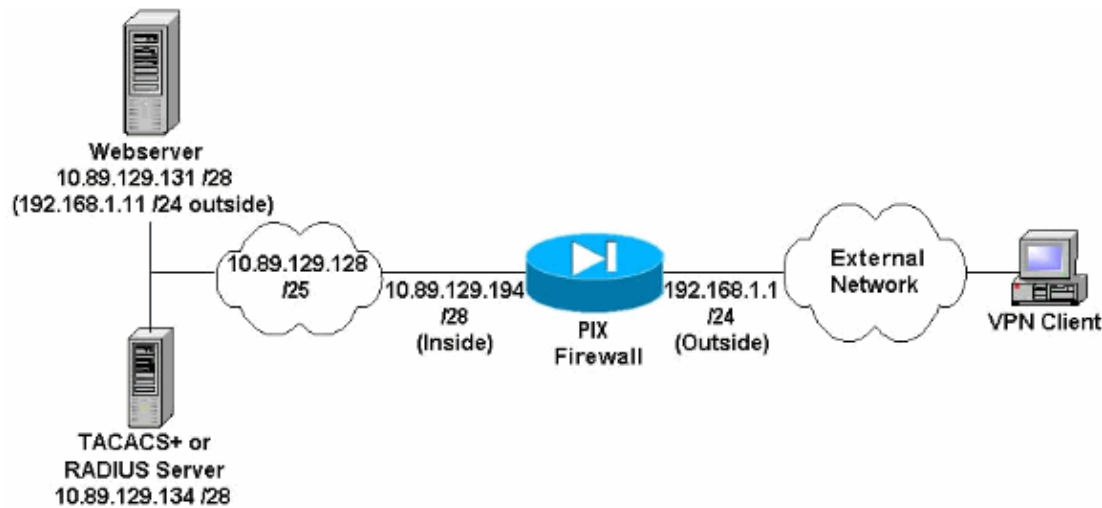 Webserver
10.89.129.131 /28
(192.168.1.11 /24 outside)
10.89.129.128
/25
10.89.129.194
/28
(Inside)
PIX
Firewall
192.168.1.1
/24
(Outside)
External
Network
VPN Client
TACACS+ or
RADIUS Server
10.89.129.134 /28